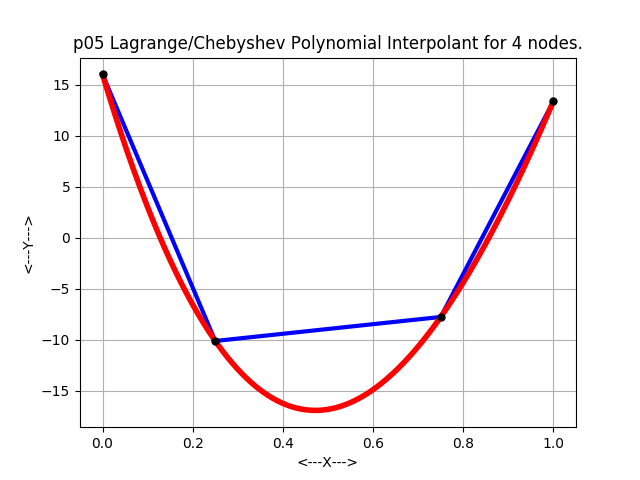 p05 Lagrange/Chebyshev Polynomial Interpolant for 4 nodes.
15
10
5
0
−5
−10
−15
<---Y--->
0.0 0.2 0.4 0.6 0.8 1.0
<---X--->